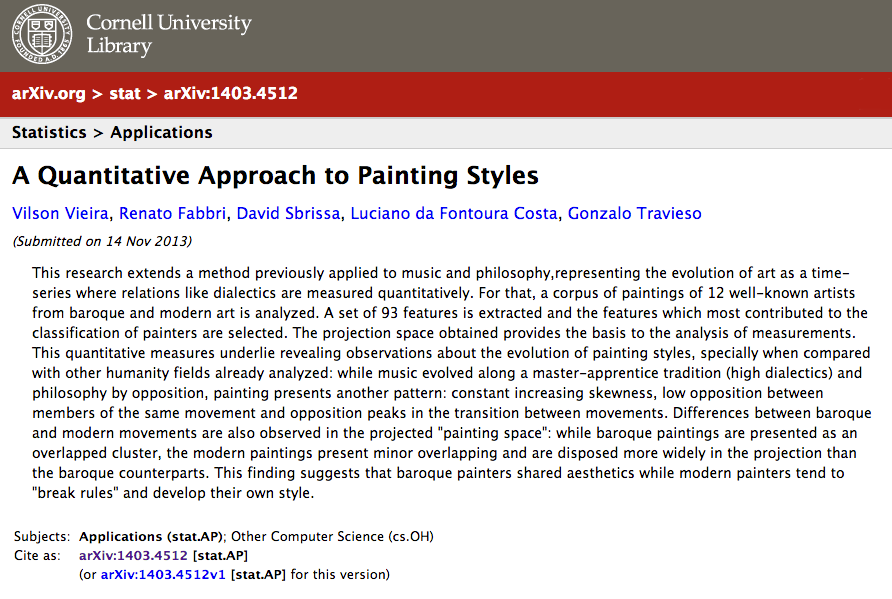 Cornell University
Library
arXiv.org > stat > arXiv:1403.4512
Statistics > Applications
A Quantitative Approach to Painting Styles
Vilson Vieira, Renato Fabbri, David Sbrissa, Luciano da Fontoura Costa, Gonzalo Travieso
(Submitted on 14 Nov 2013)
This research extends a method previously applied to music and philosophy,representing the evolution of art as a time-
series where relations like dialectics are measured quantitatively. For that, a corpus of paintings of 12 well-known artists
from baroque and modern art is analyzed. A set of 93 features is extracted and the features which most contributed to the
classification of painters are selected. The projection space obtained provides the basis to the analysis of measurements.
This quantitative measures underlie revealing observations about the evolution of painting styles, specially when compared
with other humanity fields already analyzed: while music evolved along a master-apprentice tradition (high dialectics) and
philosophy by opposition, painting presents another pattern: constant increasing skewness, low opposition between
members of the same movement and opposition peaks in the transition between movements. Differences between baroque
and modern movements are also observed in the projected "painting space": while baroque paintings are presented as an
overlapped cluster, the modern paintings present minor overlapping and are disposed more widely in the projection than
the baroque counterparts. This finding suggests that baroque painters shared aesthetics while modern painters tend to
"break rules" and develop their own style.
Subjects: Applications (stat.AP); Other Computer Science (cs.OH)
Cite as: arXiv:1403.4512 [stat.AP]
(or arXiv:1403.4512v1 [stat.AP] for this version)